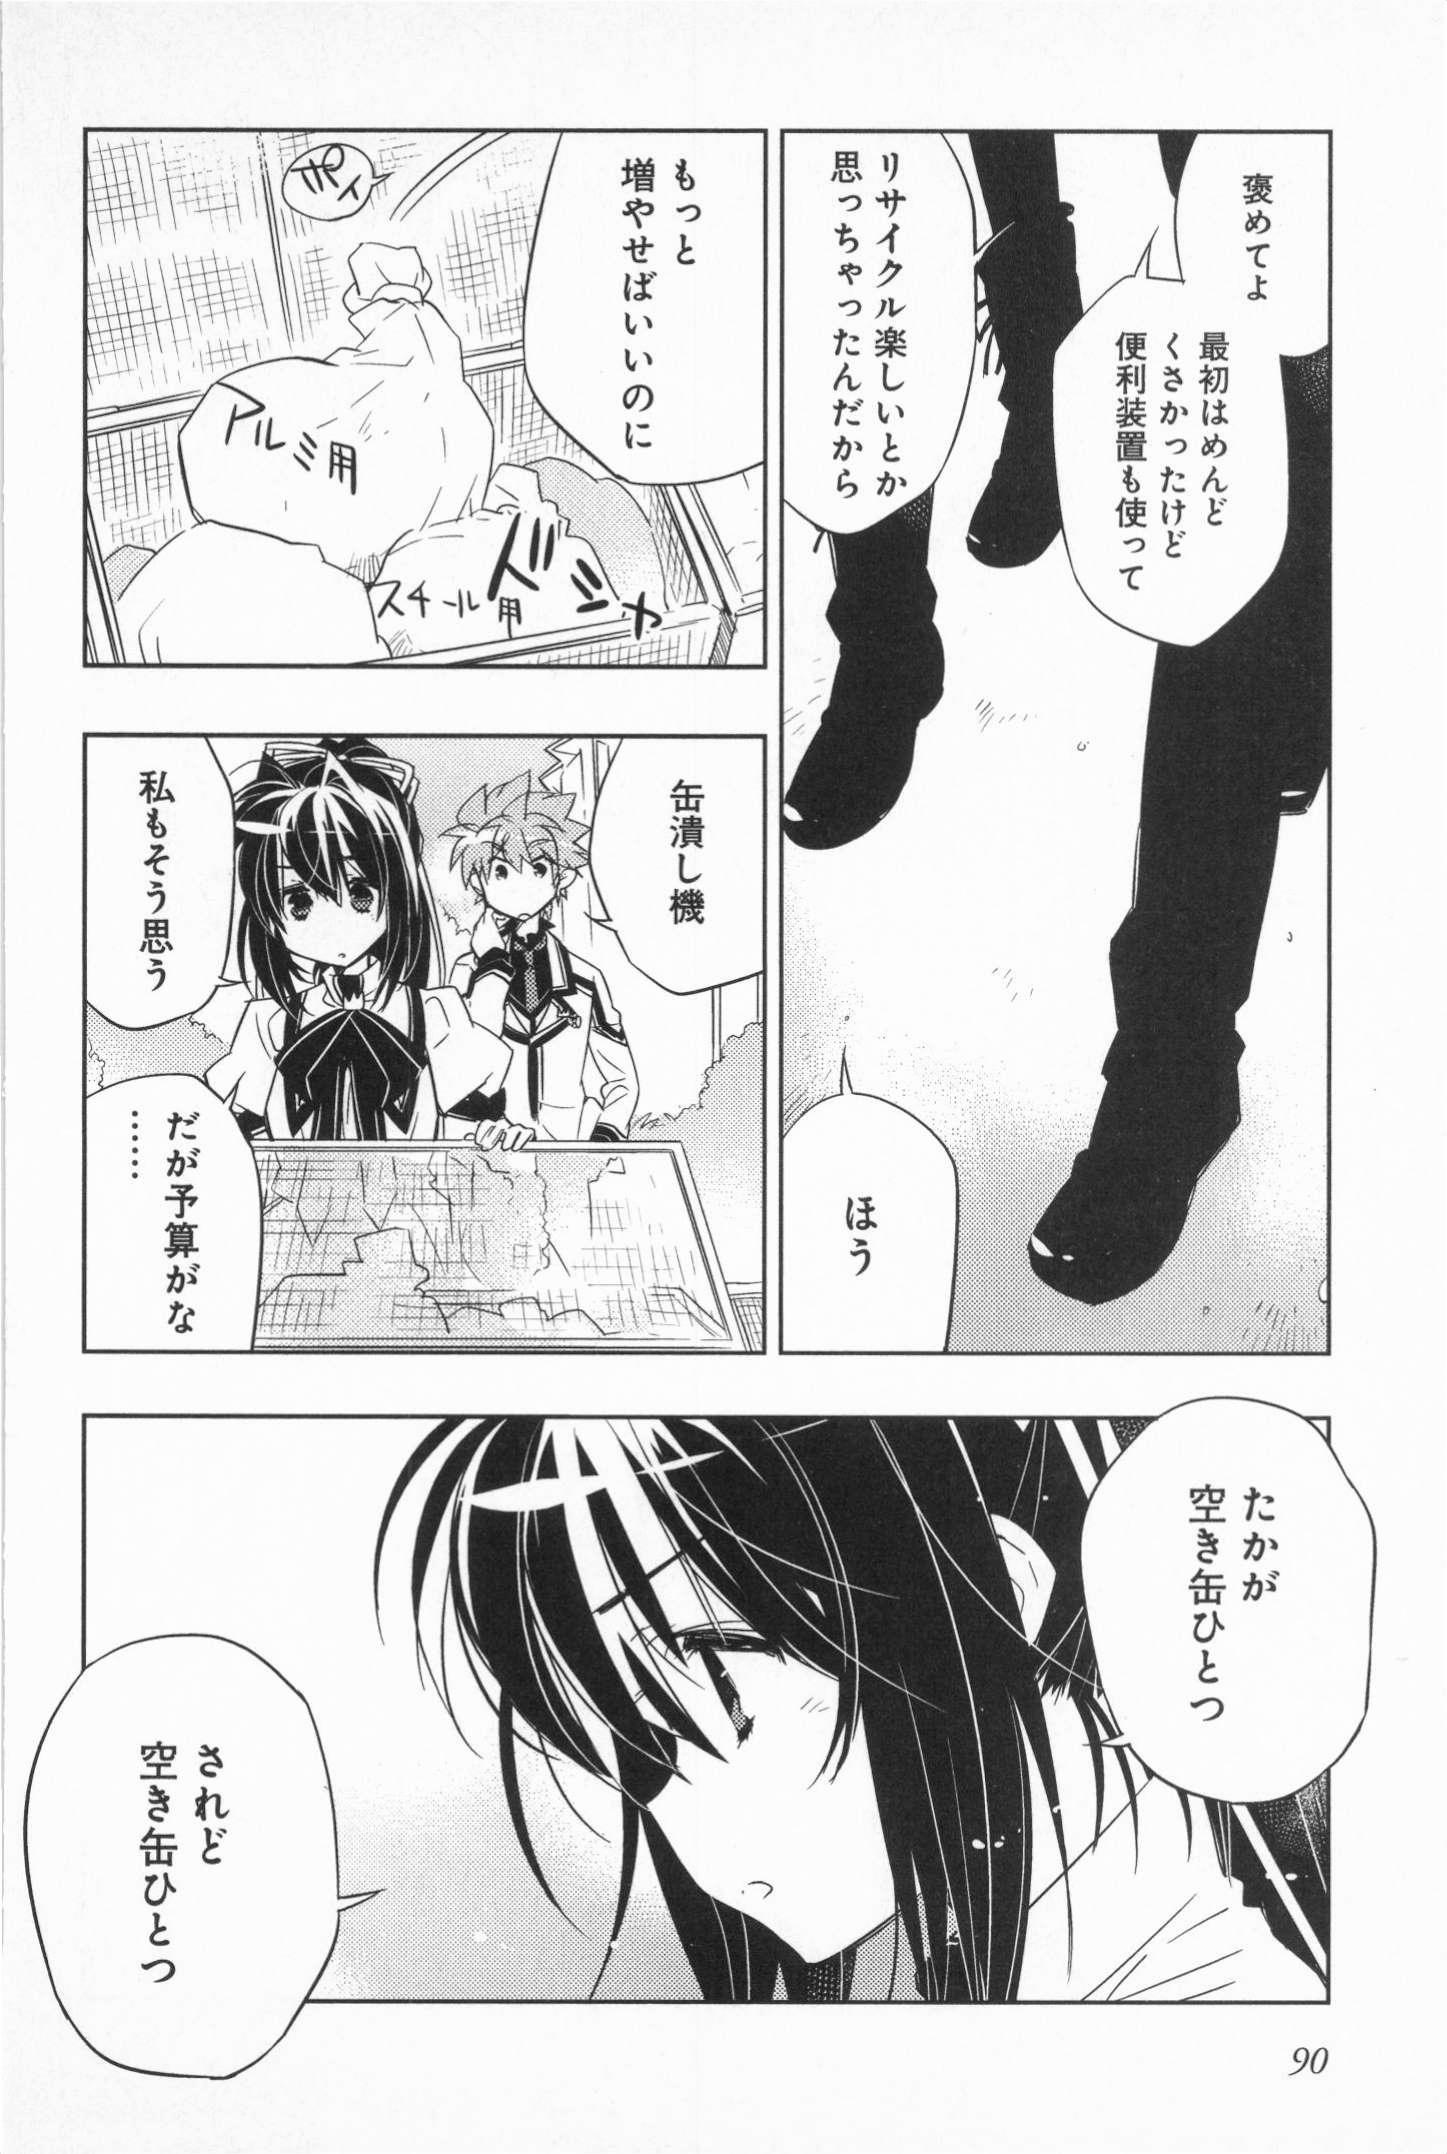 褒めてよ
最初はめんど
くさかったけど
便利装置も使って
リサイクル楽しいとか
思っちゃったんだから
ほう
もっと
増やせばいいのに
ポイ
アルミ用
スチール用
ズシャ
缶潰し機
私もそう思う
だが予算がな
……
たかが
空き缶ひとつ
されど
空き缶ひとつ
90